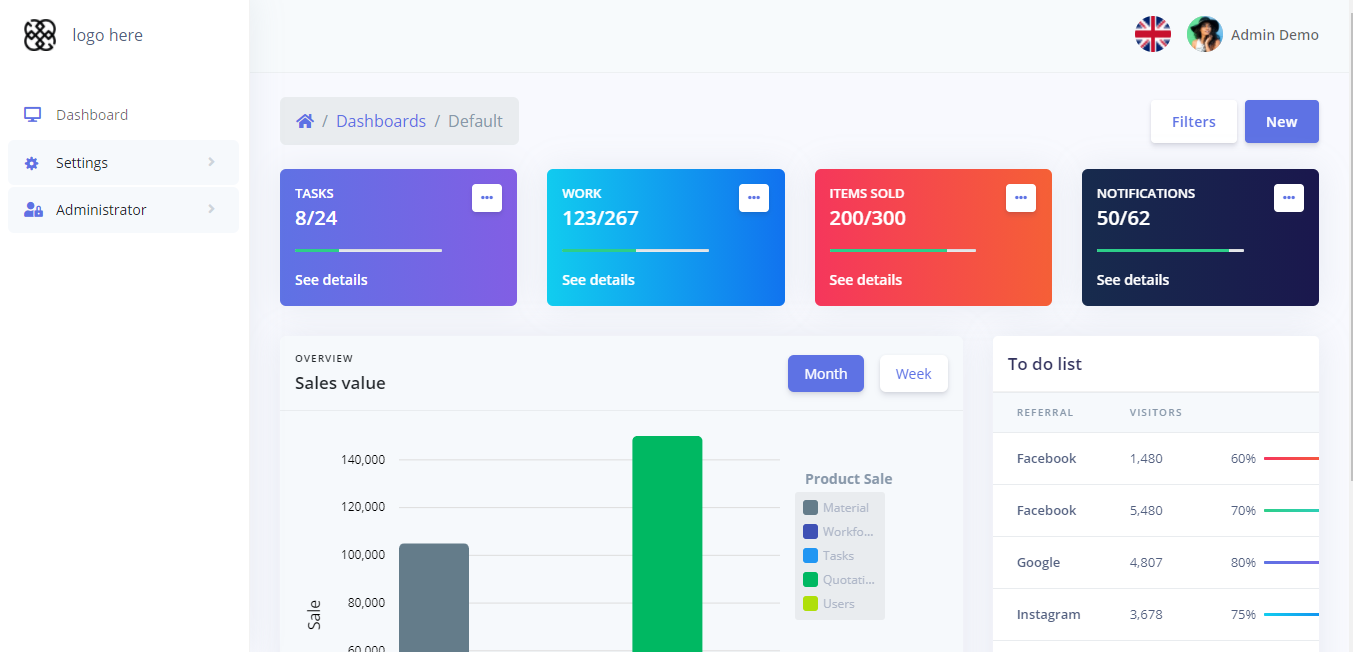 logo here
Admin Demo
Dashboard
Settings
Administrator
/ Dashboards / Default
Filters
New
TASKS
8/24
See details
WORK
123/267
See details
ITEMS SOLD
200/300
See details
NOTIFICATIONS
50/62
See details
OVERVIEW
Sales value
Month
Week
140,000
120,000
100,000
80,000
60,000
Sale
Product Sale
Material
Workfo...
Tasks
Quotati...
Users
To do list
REFERRAL VISITORS
Facebook 1,480 60%
Facebook 5,480 70%
Google 4,807 80%
Instagram 3,678 75%